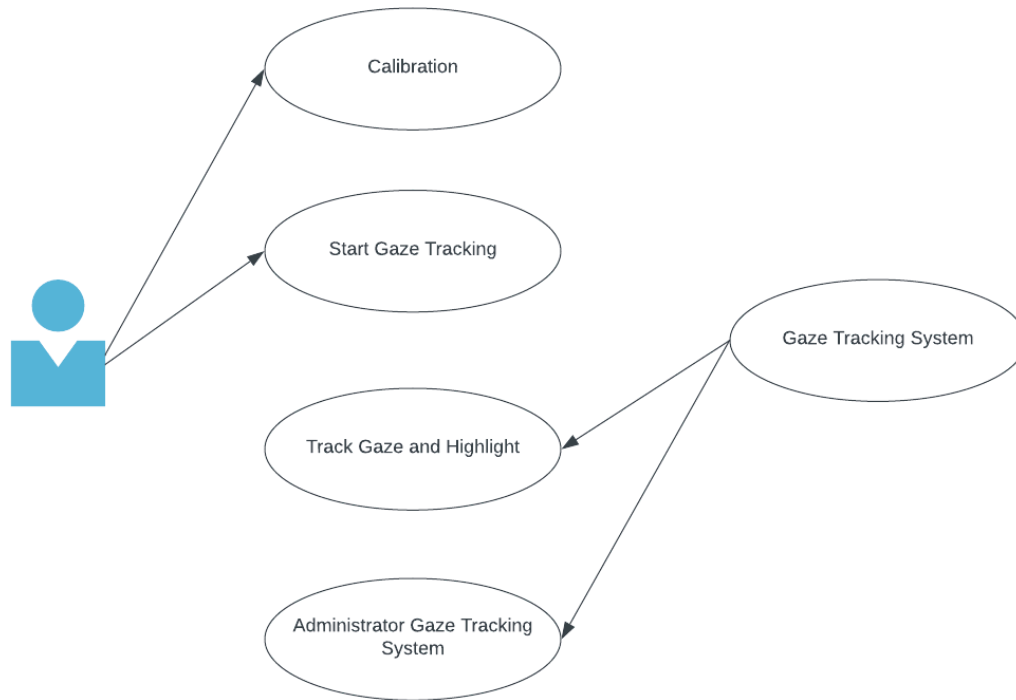 Calibration
Start Gaze Tracking
Gaze Tracking System
Track Gaze and Highlight
Administrator Gaze Tracking
System